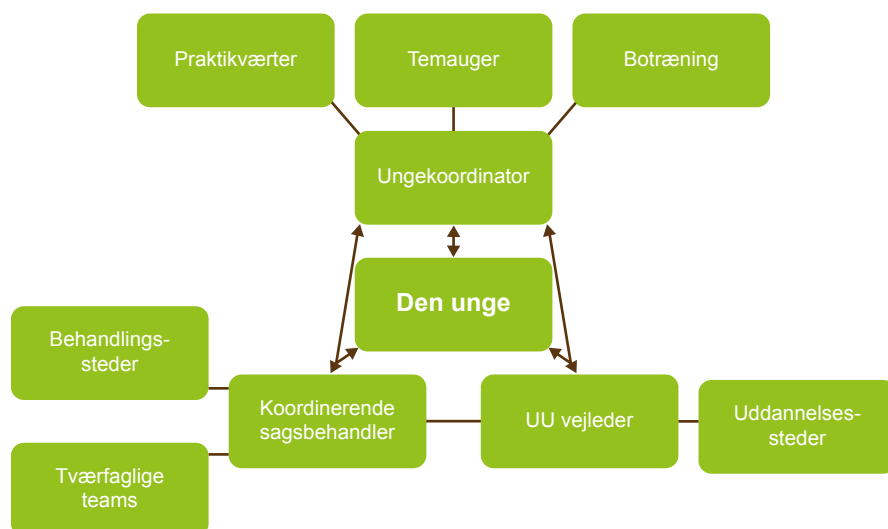 Praktikværter
Temauger
Botræning
Ungekoordinator
Den unge
Behandlings-
steder
Koordinerende
sagsbehandler
UU vejleder
Uddannelses-
steder
Tværfaglige
teams